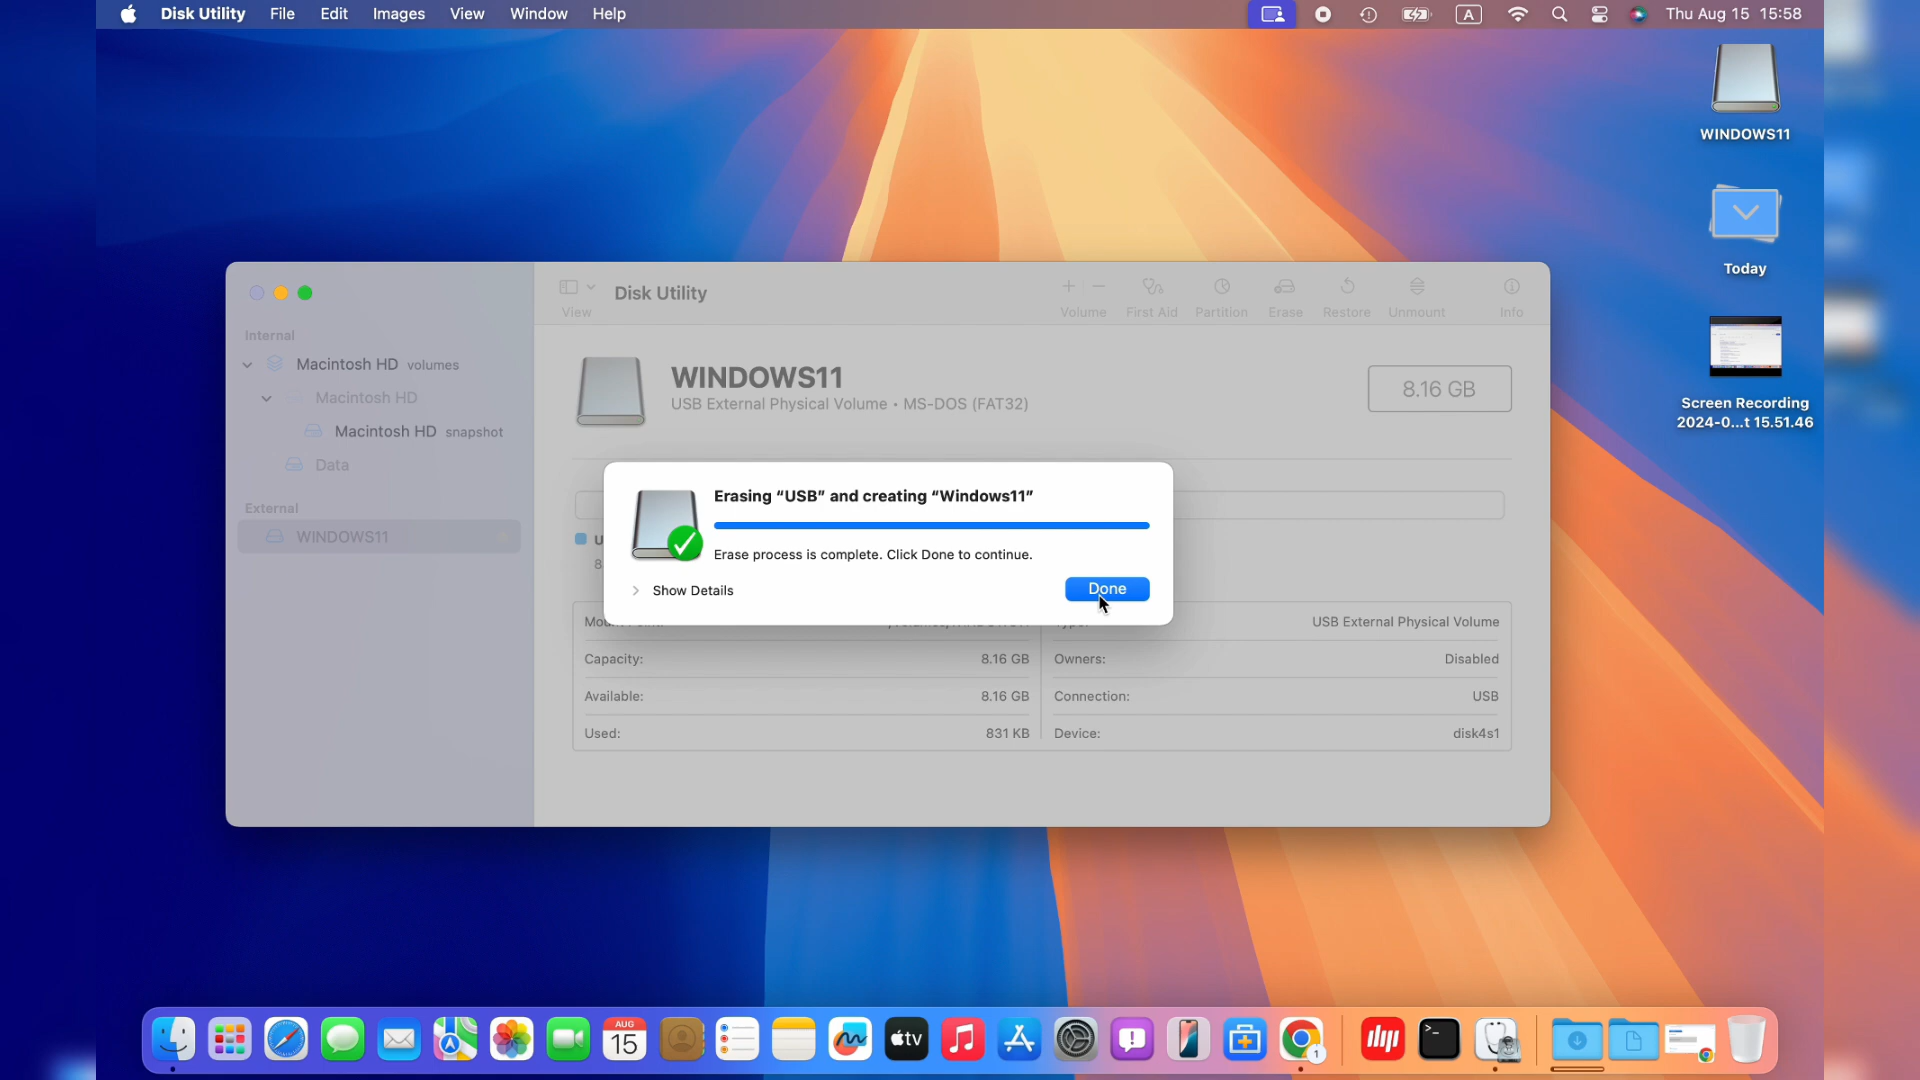 Disk Utility File Edit Images View Window Help
A Thu Aug 15 15:58
WINDOWS11
Today
Screen Recording
2024-0...t 15.51.46
Disk Utility
View
Volume First Aid Partition Erase Restore Unmount Info
Internal
Macintosh HD volumes
Macintosh HD
Macintosh HD snapshot
Data
External
WINDOWS11
WINDOWS11
USB External Physical Volume • MS-DOS (FAT32)
8.16 GB
Erasing “USB” and creating “Windows11”
Erase process is complete. Click Done to continue.
Show Details
Done
USB External Physical Volume
Capacity: 8.16 GB
Owners: Disabled
Available: 8.16 GB
Connection: USB
Used: 831 KB
Device: disk4s1
AUG
15
tv
1